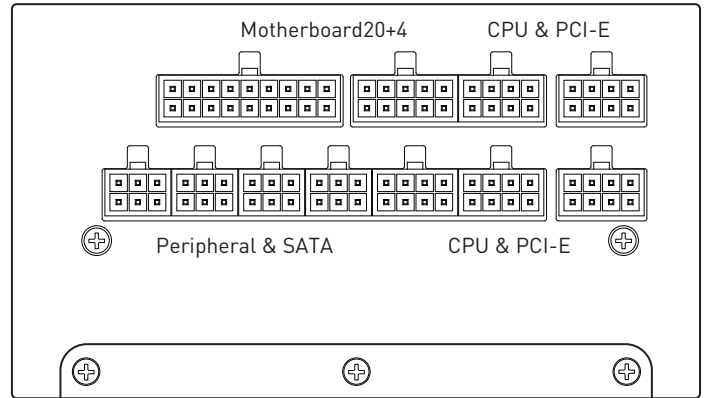 Motherboard20+4
CPU & PCI-E
Peripheral & SATA
CPU & PCI-E